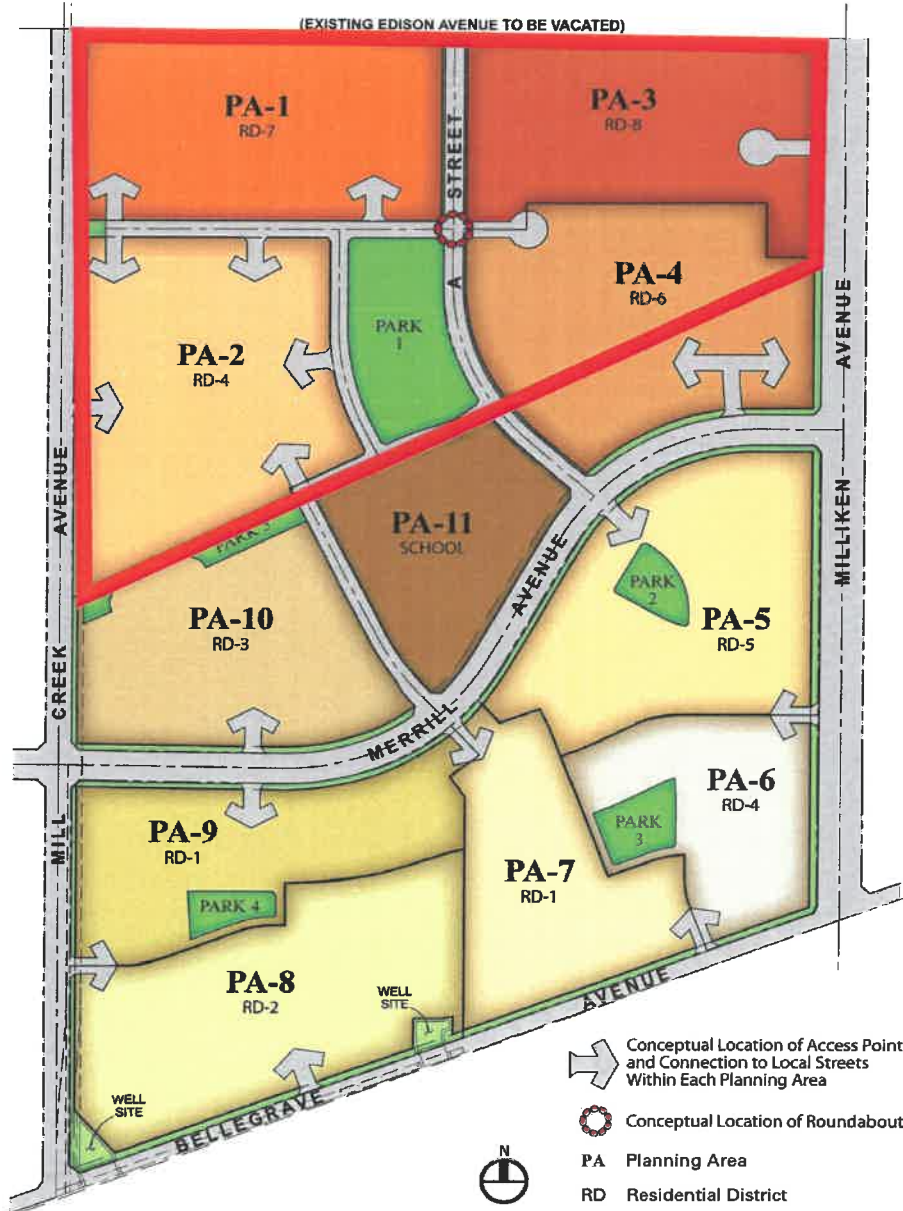 (EXISTING EDISON AVENUE TO BE VACATED)
PA-1
RD-7
PA-3
RD-8
STREET
A
PA-4
RD-6
PARK
1
PA-2
RD-4
AVENUE
MILLIKEN
CREEK
AVENUE
PA-11
SCHOOL
AVENUE
PARK
2
PA-5
RD-5
PA-10
RD-3
MERRILL
PA-6
RD-4
PARK
3
MILL
PA-9
RD-1
PARK 4
PA-7
RD-1
PA-8
RD-2
WELL
SITE
WELL
SITE
BELLEGRAVE
AVENUE
Conceptual Location of Access Point
and Connection to Local Streets
Within Each Planning Area
Conceptual Location of Roundabout
N
PA Planning Area
RD Residential District